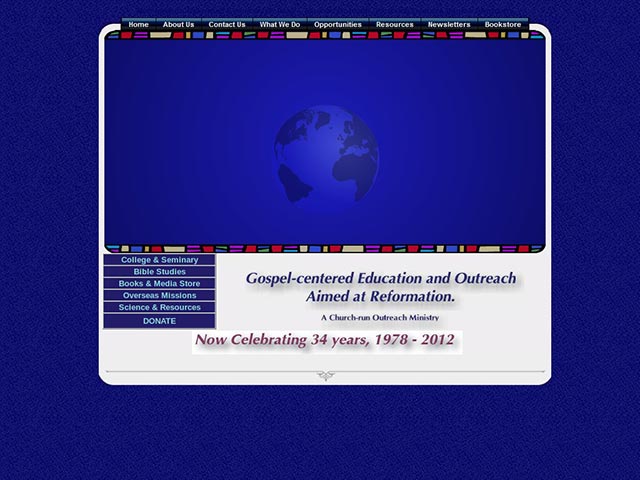 Home About Us Contact Us What We Do Opportunities Resources Newsletters Bookstore
College & Seminary
Bible Studies
Books & Media Store
Overseas Missions
Science & Resources
DONATE
Gospel-centered Education and Outreach
Aimed at Reformation.
A Church-run Outreach Ministry
Now Celebrating 34 years, 1978 - 2012